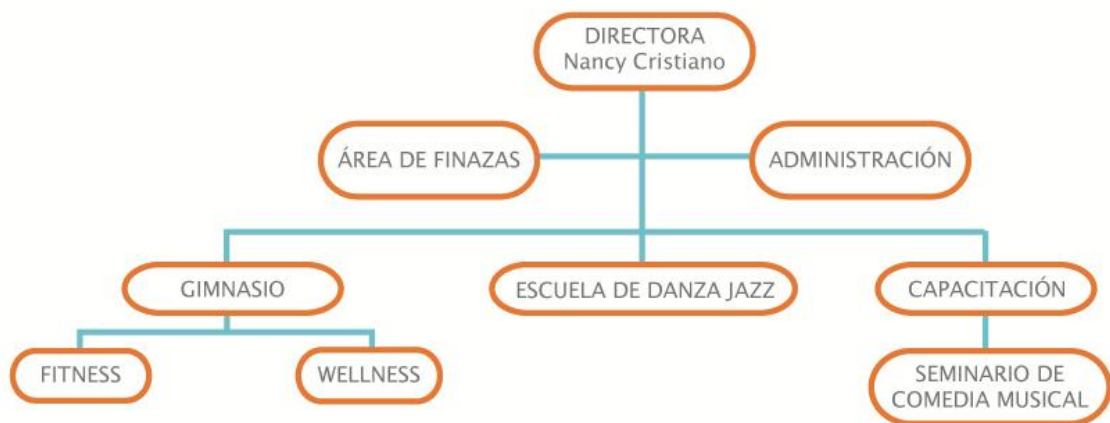 DIRECTORA
Nancy Cristiano
ÁREA DE FINAZAS
ADMINISTRACIÓN
GIMNASIO
ESCUELA DE DANZA JAZZ
CAPACITACIÓN
FITNESS
WELLNESS
SEMINARIO DE
COMEDIA MUSICAL